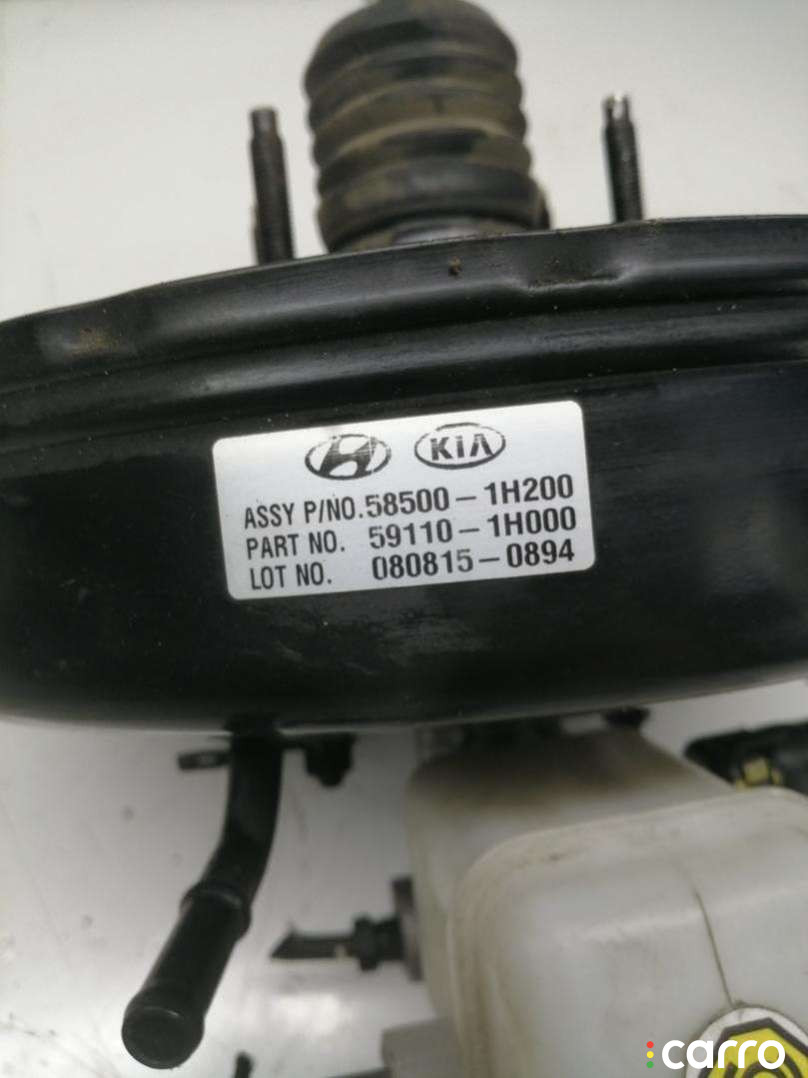 KIA
ASSY P/NO. 58500-1H200
PART NO. 59110-1H000
LOT NO. 080815-0894
carro